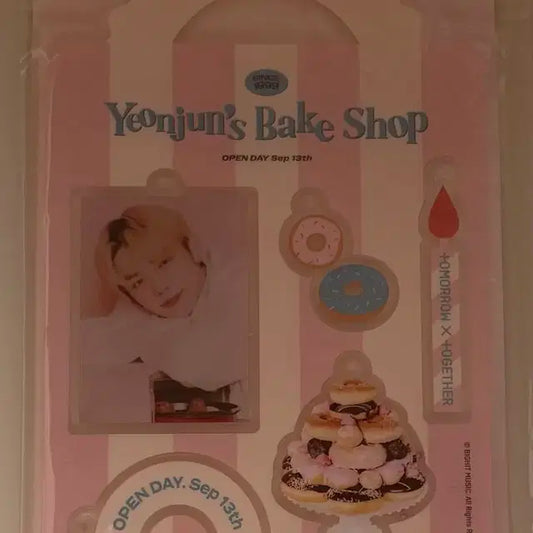 SINCE
1999
Yeonjun's Bake Shop
OPEN DAY Sep 13th
TOMORROW X TOGETHER
OPEN DAY. Sep 13th
© BIGHIT MUSIC. All Rights